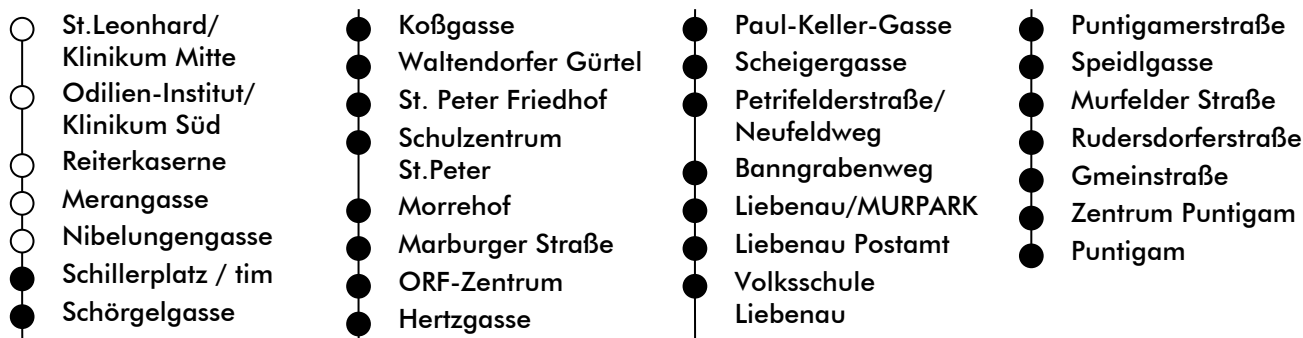 St.Leonhard/
Klinikum Mitte
Odilien-Institut/
Klinikum Süd
Reiterkaserne
Merangasse
Nibelungengasse
Schillerplatz / tim
Schörgelgasse
Koßgasse
Waltendorfer Gürtel
St. Peter Friedhof
Schulzentrum
St.Peter
Morrehof
Marburger Straße
ORF-Zentrum
Hertzgasse
Paul-Keller-Gasse
Scheigergasse
Petrifelderstraße/
Neufeldweg
Banngrabenweg
Liebenau/MURPARK
Liebenau Postamt
Volksschule
Liebenau
Puntigamerstraße
Speidlgasse
Murfelder Straße
Rudersdorferstraße
Gmeinstraße
Zentrum Puntigam
Puntigam